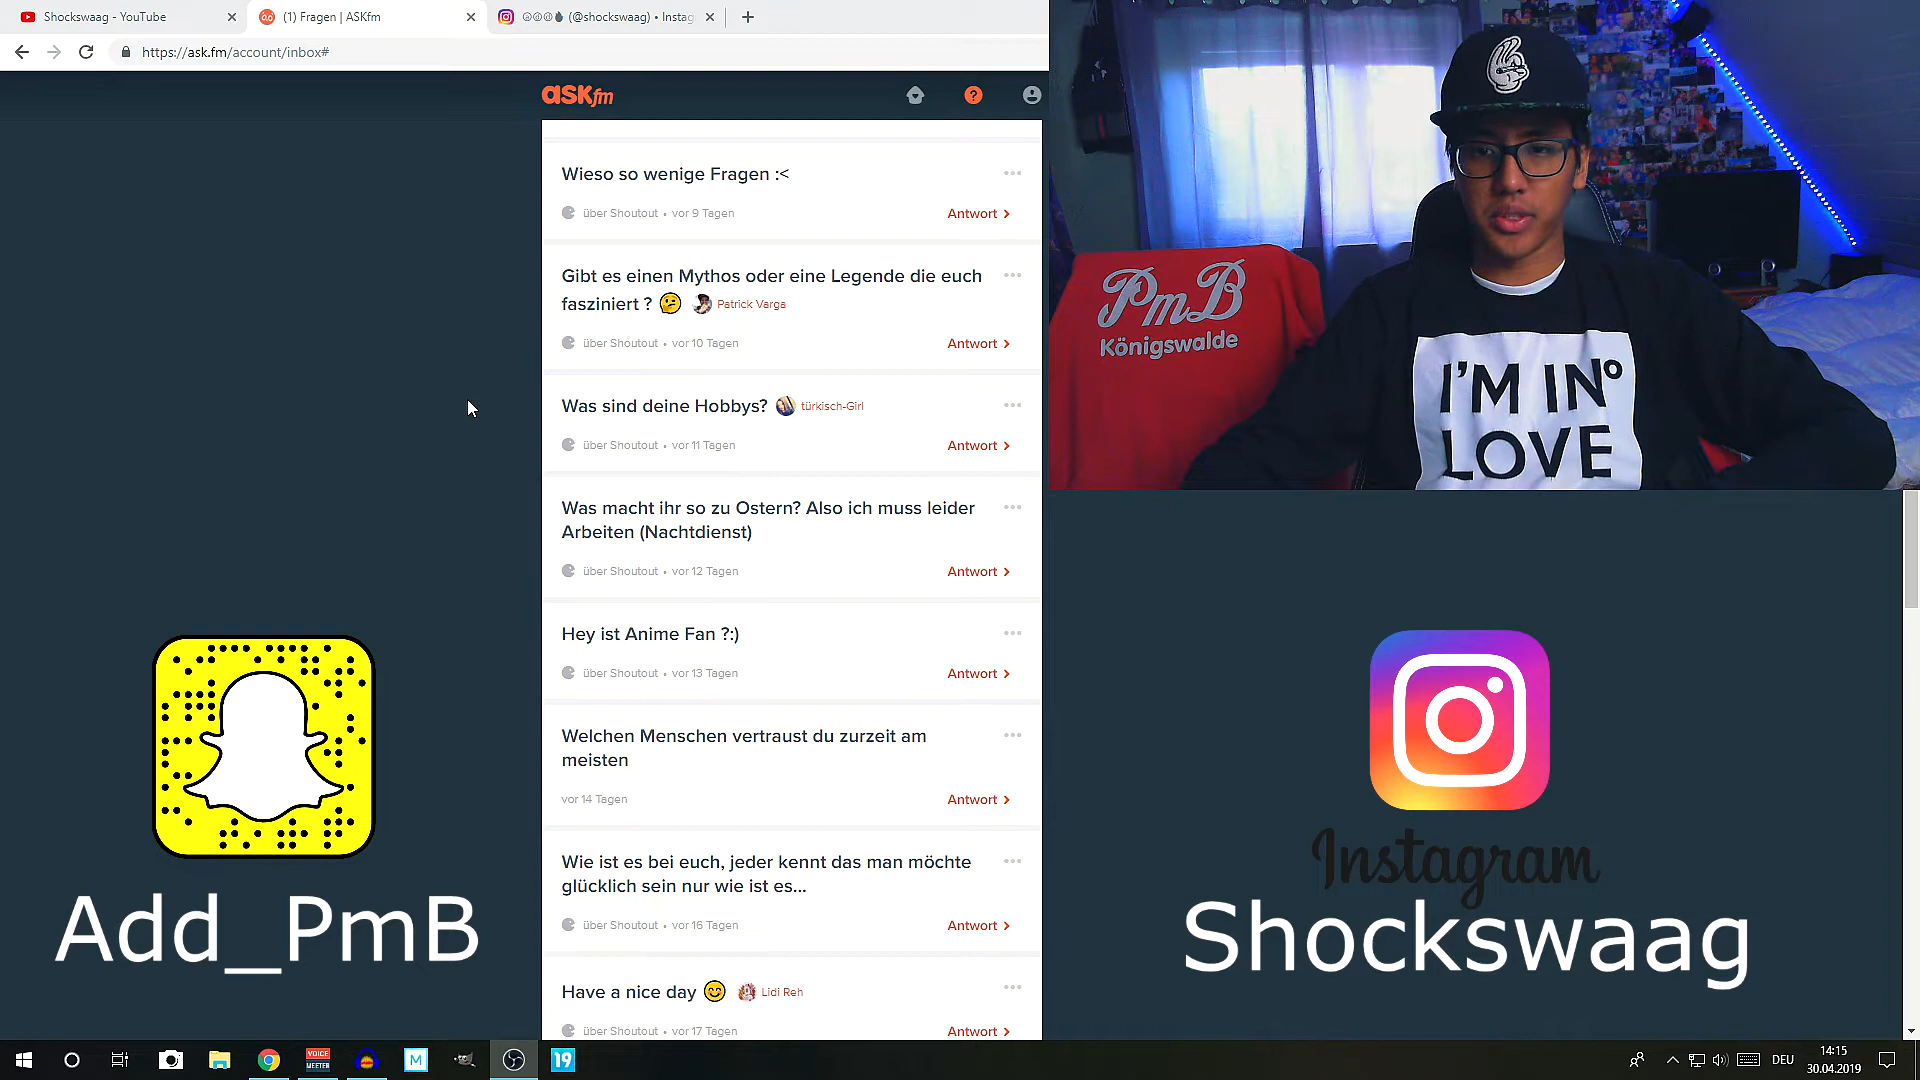 Shockswaag - YouTube
(1) Fragen | ASKfm
(@shockswaag) • Instag
https://ask.fm/account/inbox#
ASKfm
Wieso so wenige Fragen :<
über Shoutout • vor 9 Tagen
Antwort >
Gibt es einen Mythos oder eine Legende die euch
fasziniert ? 🤔 Patrick Varga
über Shoutout • vor 10 Tagen
Antwort >
Was sind deine Hobbys? türkisch-Girl
über Shoutout • vor 11 Tagen
Antwort >
Was macht ihr so zu Ostern? Also ich muss leider
Arbeiten (Nachtdienst)
über Shoutout • vor 12 Tagen
Antwort >
Hey ist Anime Fan ?:)
über Shoutout • vor 13 Tagen
Antwort >
Welchen Menschen vertraust du zurzeit am
meisten
vor 14 Tagen
Antwort >
Wie ist es bei euch, jeder kennt das man möchte
glücklich sein nur wie ist es...
über Shoutout • vor 16 Tagen
Antwort >
Have a nice day 😊 Lidi Reh
über Shoutout • vor 17 Tagen
Antwort >
PmB
Königswalde
I'M IN
LOVE
Add_PmB
Instagram
Shockswaag
VOICE
MEETER
M
19
DEU
14:15
30.04.2019